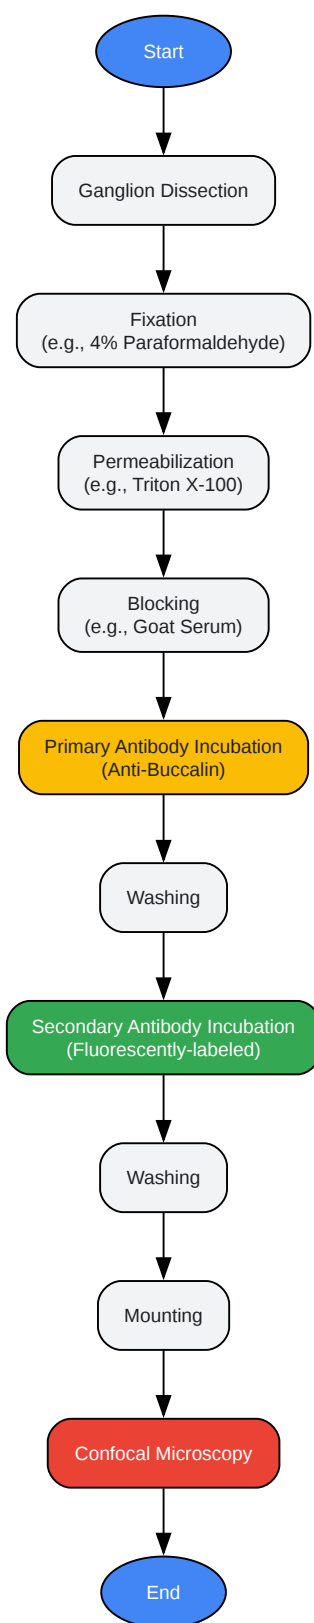 Start
Ganglion Dissection
Fixation
(e.g., 4% Paraformaldehyde)
Permeabilization
(e.g., Triton X-100)
Blocking
(e.g., Goat Serum)
Primary Antibody Incubation
(Anti-Buccalin)
Washing
Secondary Antibody Incubation
(Fluorescently-labeled)
Washing
Mounting
Confocal Microscopy
End